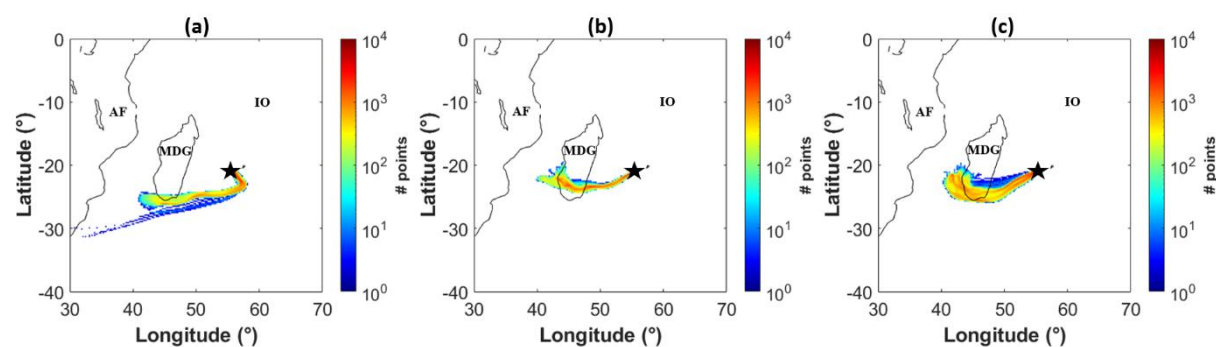 (a)
(b)
(c)
0
-10
-20
-30
-40
30
40
50
60
70
Latitude (°)
Longitude (°)
AF
MDG
IO
10⁴
10³
10²
10¹
10⁰
# points
0
-10
-20
-30
-40
30
40
50
60
70
Latitude (°)
Longitude (°)
AF
MDG
IO
10⁴
10³
10²
10¹
10⁰
# points
0
-10
-20
-30
-40
30
40
50
60
70
Latitude (°)
Longitude (°)
AF
MDG
IO
10⁴
10³
10²
10¹
10⁰
# points